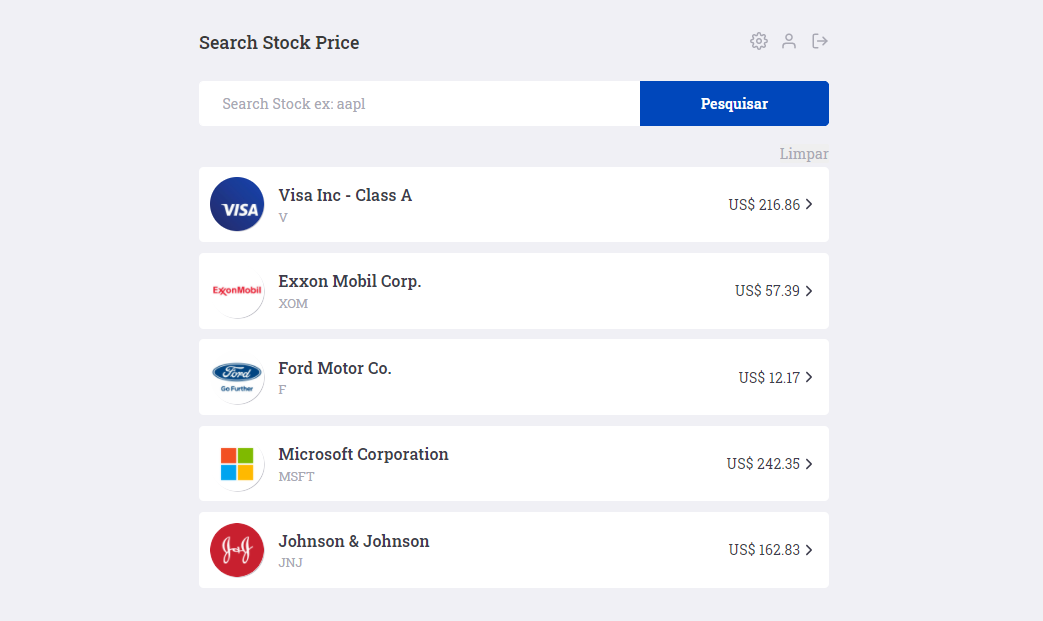 Search Stock Price
Search Stock ex: aapl
Pesquisar
Limpar
VISA
Visa Inc - Class A
V
US$ 216.86
ExxonMobil
Exxon Mobil Corp.
XOM
US$ 57.39
Ford
Go Further
Ford Motor Co.
F
US$ 12.17
Microsoft Corporation
MSFT
US$ 242.35
J&J
Johnson & Johnson
JNJ
US$ 162.83